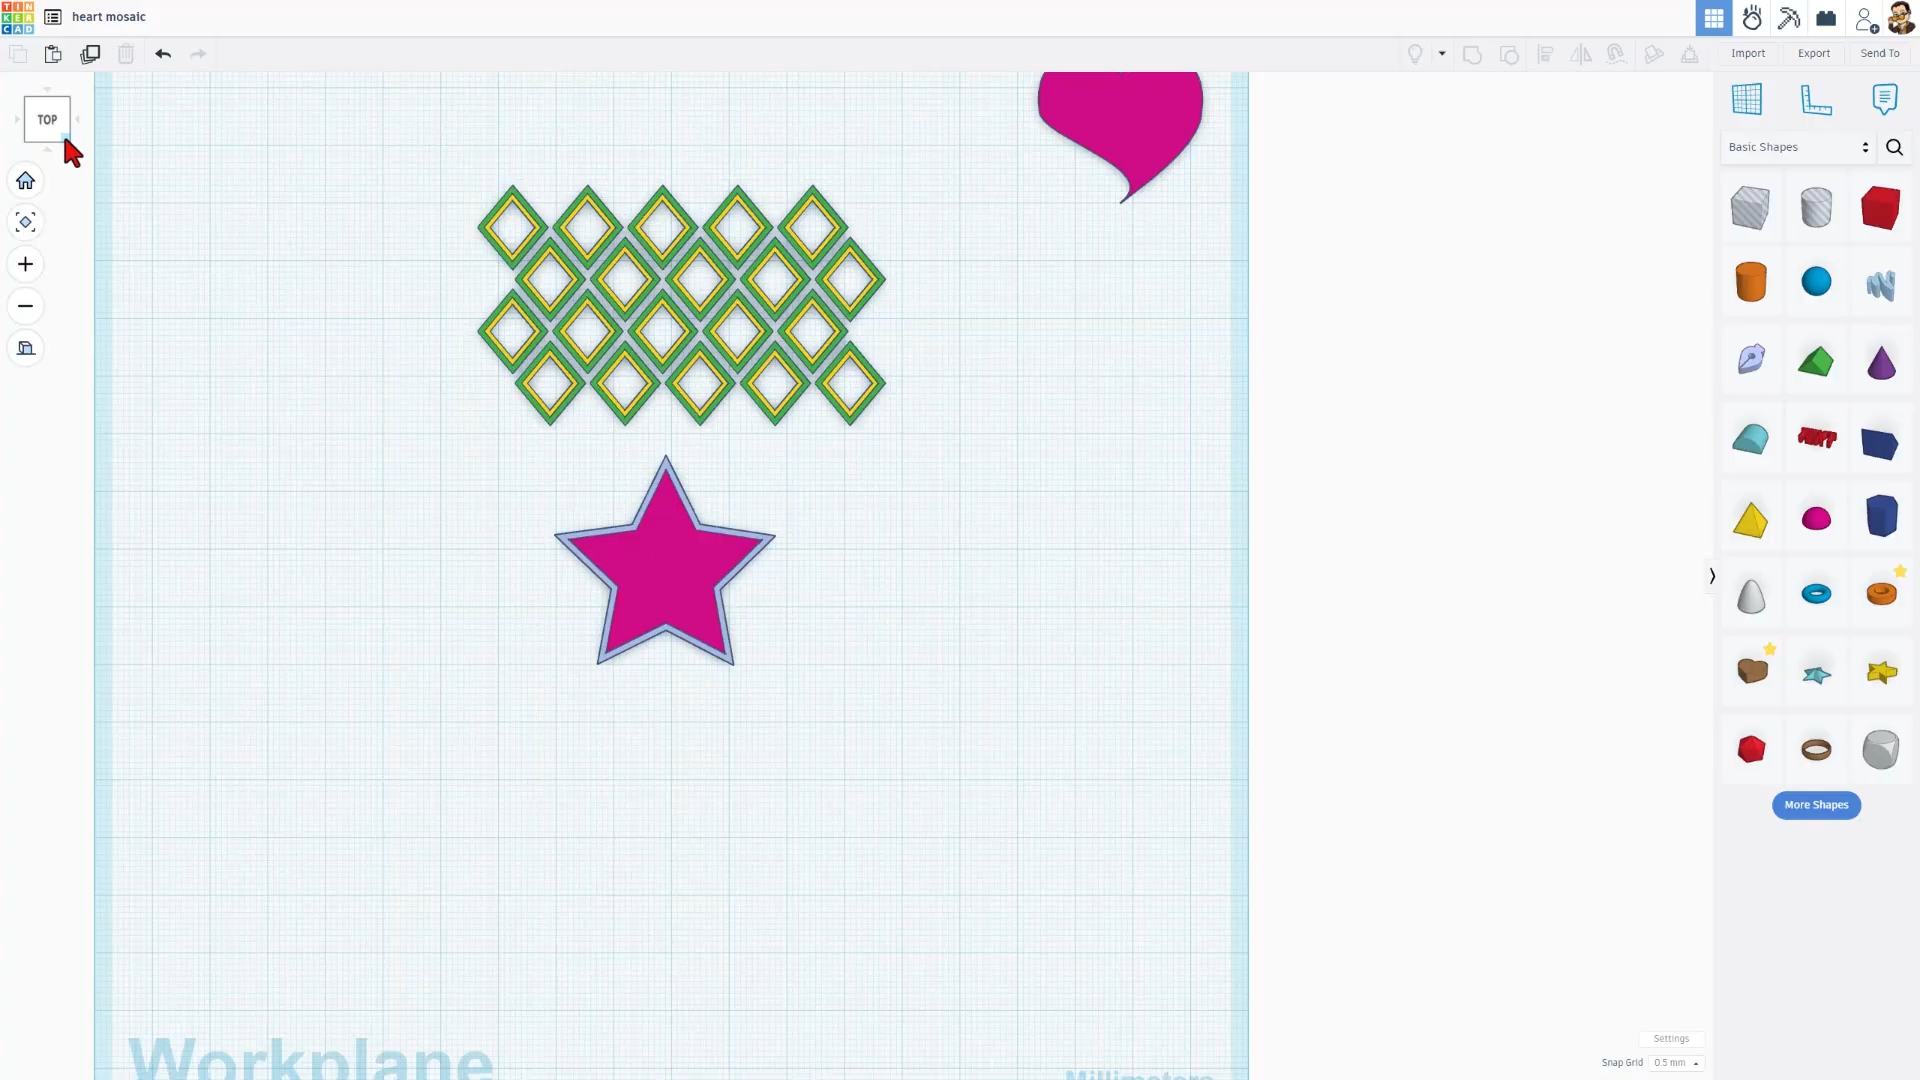 TIN
KER
CAD
heart mosaic
Import
Export
Send To
TOP
Basic Shapes
More Shapes
Workplane
Millimeters
Settings
Snap Grid
0.5 mm